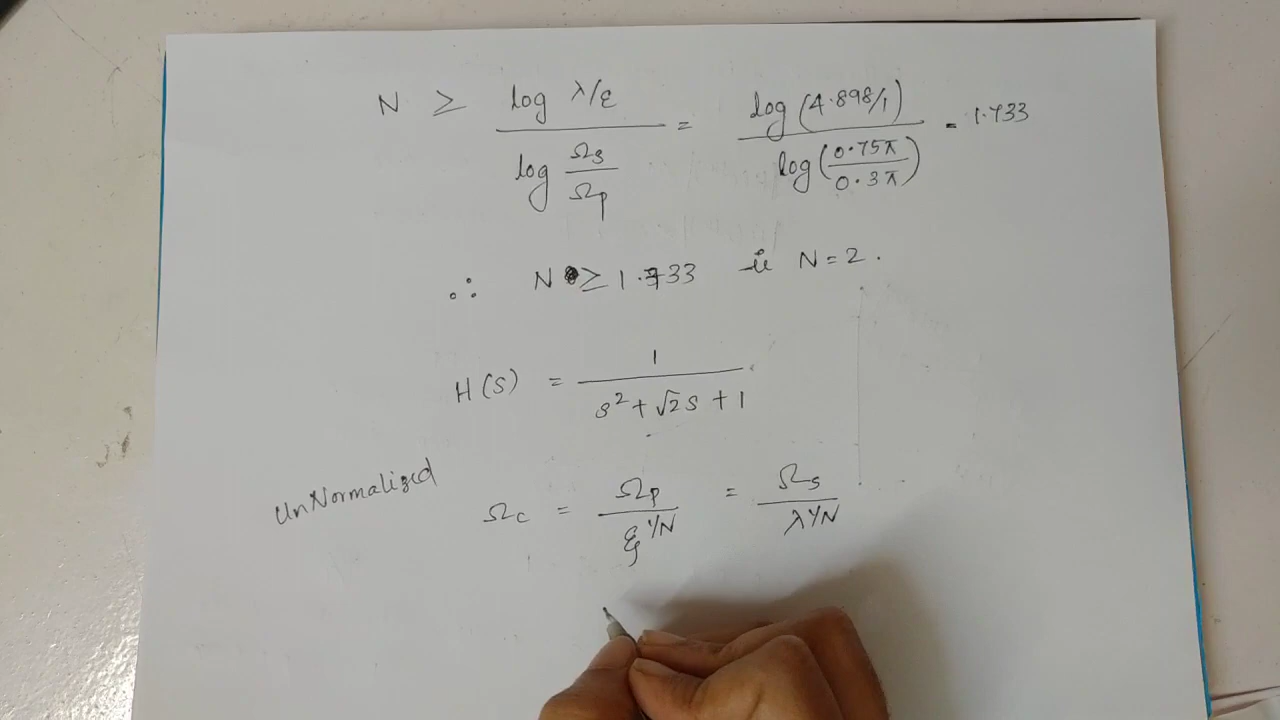 N ≥ log λ/ε / log Ωs/Ωp = log(4.898/1) / log(0.75π/0.3π) = 1.733
∴ N ≥ 1.733 ie N = 2.
H(s) = 1 / s² + √2s + 1
UnNormalized Ωc = Ωp / ξ^1/N = Ωs / λ^1/N